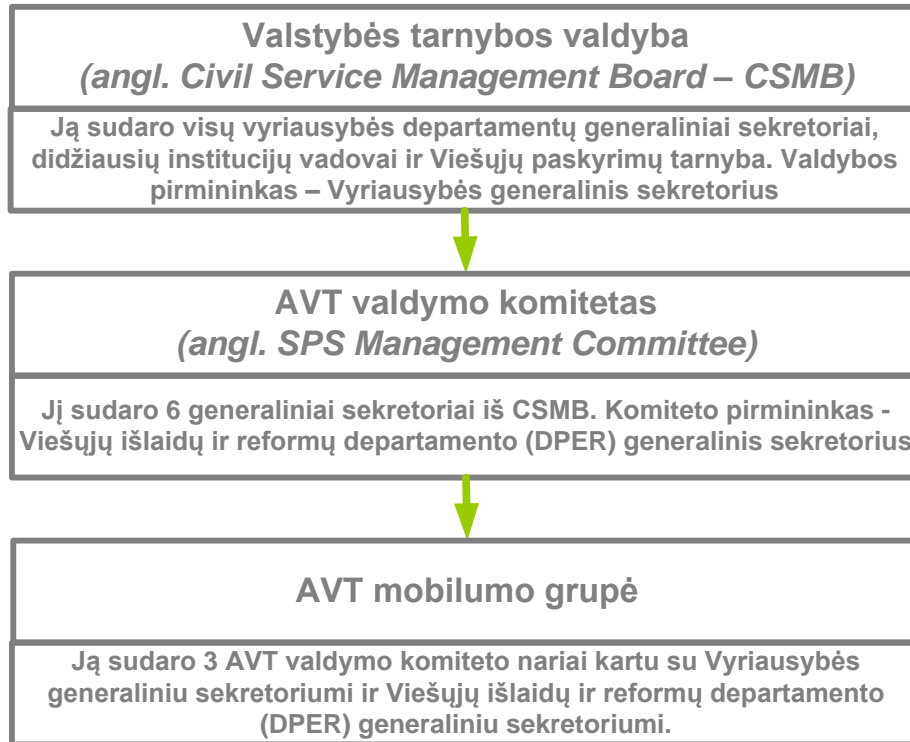 Valstybės tarnybos valdyba
(angl. Civil Service Management Board – CSMB)
Ją sudaro visų vyriausybės departamentų generaliniai sekretoriai,
didžiausių institucijų vadovai ir Viešųjų paskyrimų tarnyba. Valdybos
pirmininkas – Vyriausybės generalinis sekretorius
AVT valdymo komitetas
(angl. SPS Management Committee)
Jį sudaro 6 generaliniai sekretoriai iš CSMB. Komiteto pirmininkas -
Viešųjų išlaidų ir reformų departamento (DPER) generalinis sekretorius
AVT mobilumo grupė
Ją sudaro 3 AVT valdymo komiteto nariai kartu su Vyriausybės
generaliniu sekretoriumi ir Viešųjų išlaidų ir reformų departamento
(DPER) generaliniu sekretoriumi.